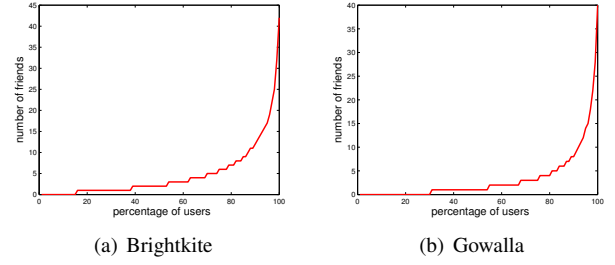 45
40
35
30
25
20
15
10
5
0
number of friends
0 20 40 60 80 100
percentage of users
(a) Brightkite
40
35
30
25
20
15
10
5
0
number of friends
0 20 40 60 80 100
percentage of users
(b) Gowalla